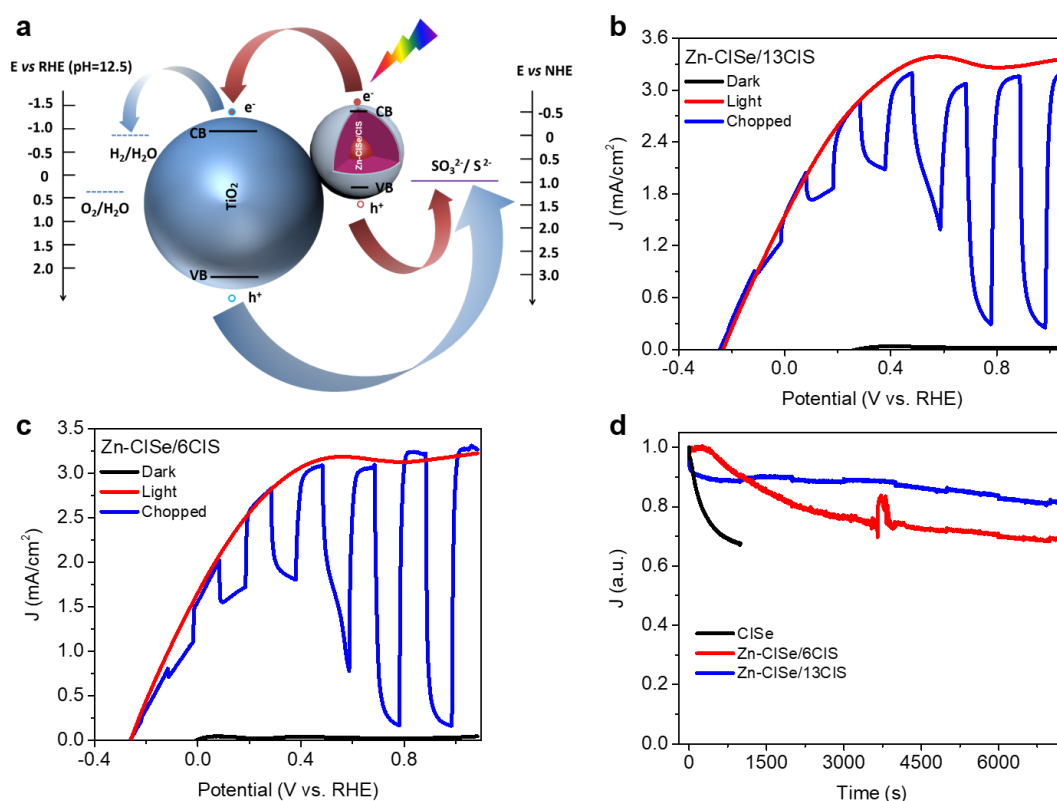 a
E vs RHE (pH=12.5)
-1.5
-1.0
-0.5
0
0.5
1.0
1.5
2.0
H₂/H₂O
O₂/H₂O
e⁻
CB
TiO₂
VB
h⁺
e⁻
CB
Zn-CISe/CIS
VB
h⁺
SO₃²⁻/ S²⁻
E vs NHE
-0.5
0
0.5
1.0
1.5
2.0
2.5
3.0
b
Zn-CISe/13CIS
Dark
Light
Chopped
J (mA/cm²)
3.6
3.0
2.4
1.8
1.2
0.6
0.0
-0.4 0.0 0.4 0.8
Potential (V vs. RHE)
c
Zn-CISe/6CIS
Dark
Light
Chopped
J (mA/cm²)
3.5
3.0
2.5
2.0
1.5
1.0
0.5
0.0
-0.4 0.0 0.4 0.8
Potential (V vs. RHE)
d
J (a.u.)
1.0
0.8
0.6
0.4
0.2
0.0
CISe
Zn-CISe/6CIS
Zn-CISe/13CIS
0 1500 3000 4500 6000
Time (s)